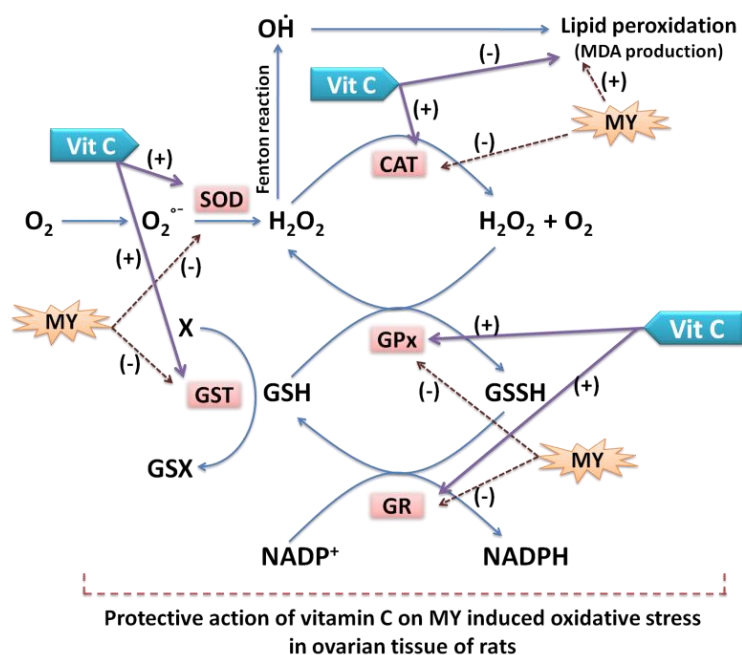 OḢ
Lipid peroxidation
(MDA production)
(-)
(+)
Vit C
(+)
MY
(-)
CAT
Fenton reaction
Vit C
(+)
SOD
O₂
O₂°⁻
H₂O₂
H₂O₂ + O₂
(+)
(-)
MY
X
(-)
GST
GSH
GPx
(+)
Vit C
(-)
GSSH
(+)
GSX
MY
GR
(-)
NADP⁺
NADPH
Protective action of vitamin C on MY induced oxidative stress
in ovarian tissue of rats